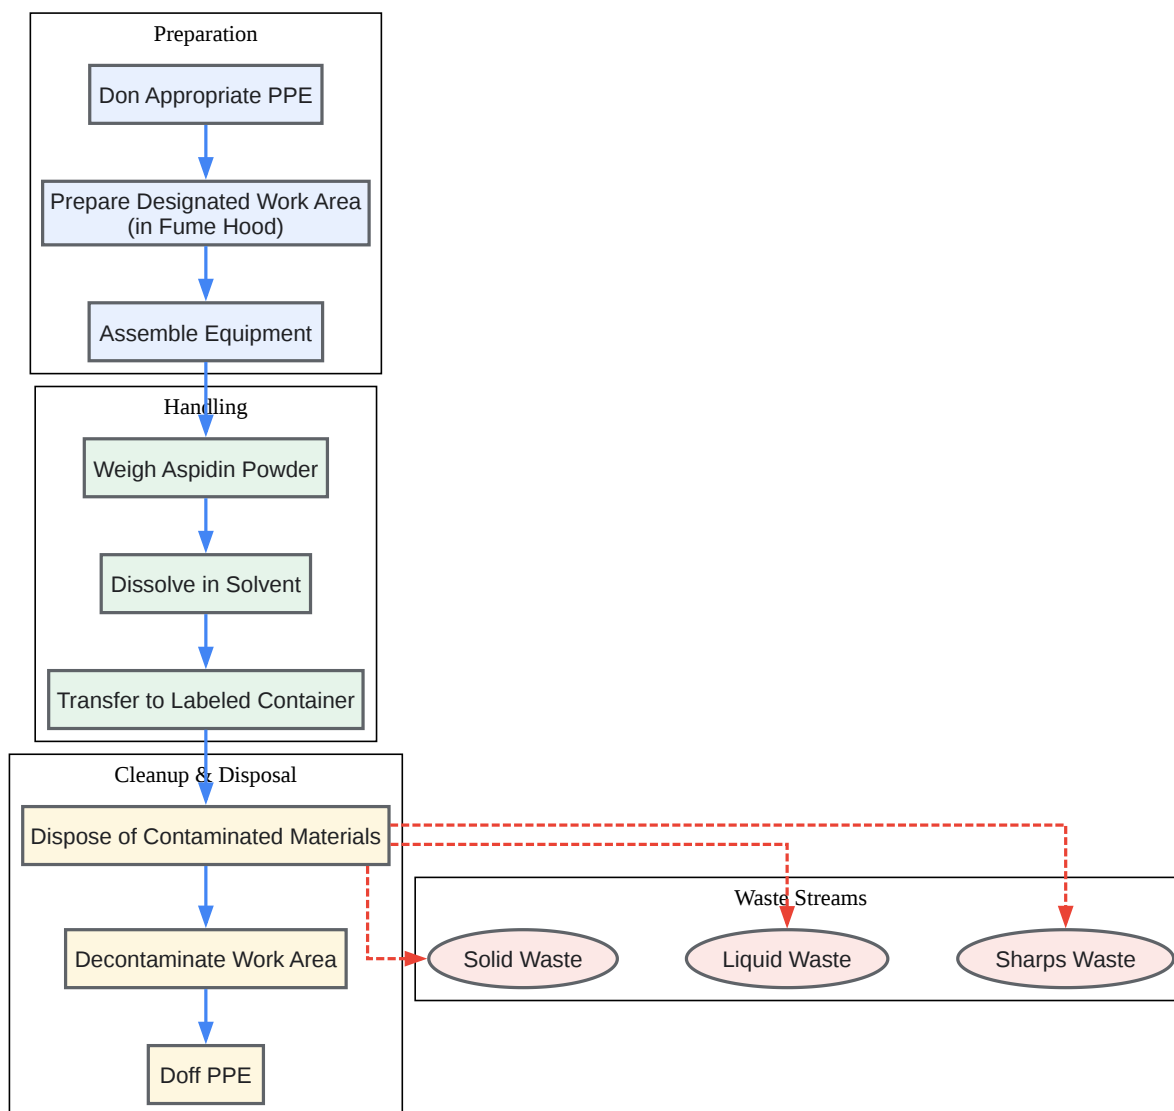 Preparation
Don Appropriate PPE
Prepare Designated Work Area
(in Fume Hood)
Assemble Equipment
Handling
Weigh Aspidin Powder
Dissolve in Solvent
Transfer to Labeled Container
Cleanup & Disposal
Dispose of Contaminated Materials
Decontaminate Work Area
Doff PPE
Waste Streams
Solid Waste
Liquid Waste
Sharps Waste